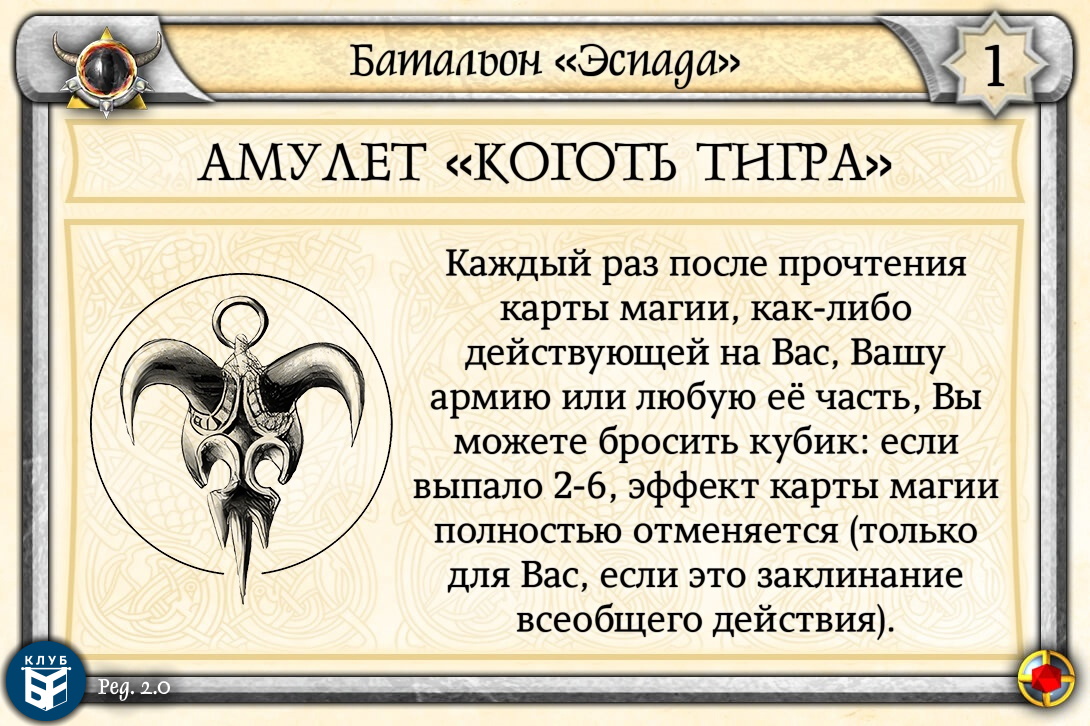 Батальон «Эспада»
1
АМУЛЕТ «КОГОТЬ ТИГРА»
Каждый раз после прочтения
карты магии, как-либо
действующей на Вас, Вашу
армию или любую её часть, Вы
можете бросить кубик: если
выпало 2-6, эффект карты магии
полностью отменяется (только
для Вас, если это заклинание
всеобщего действия).
КЛУБ
Ред. 2.0